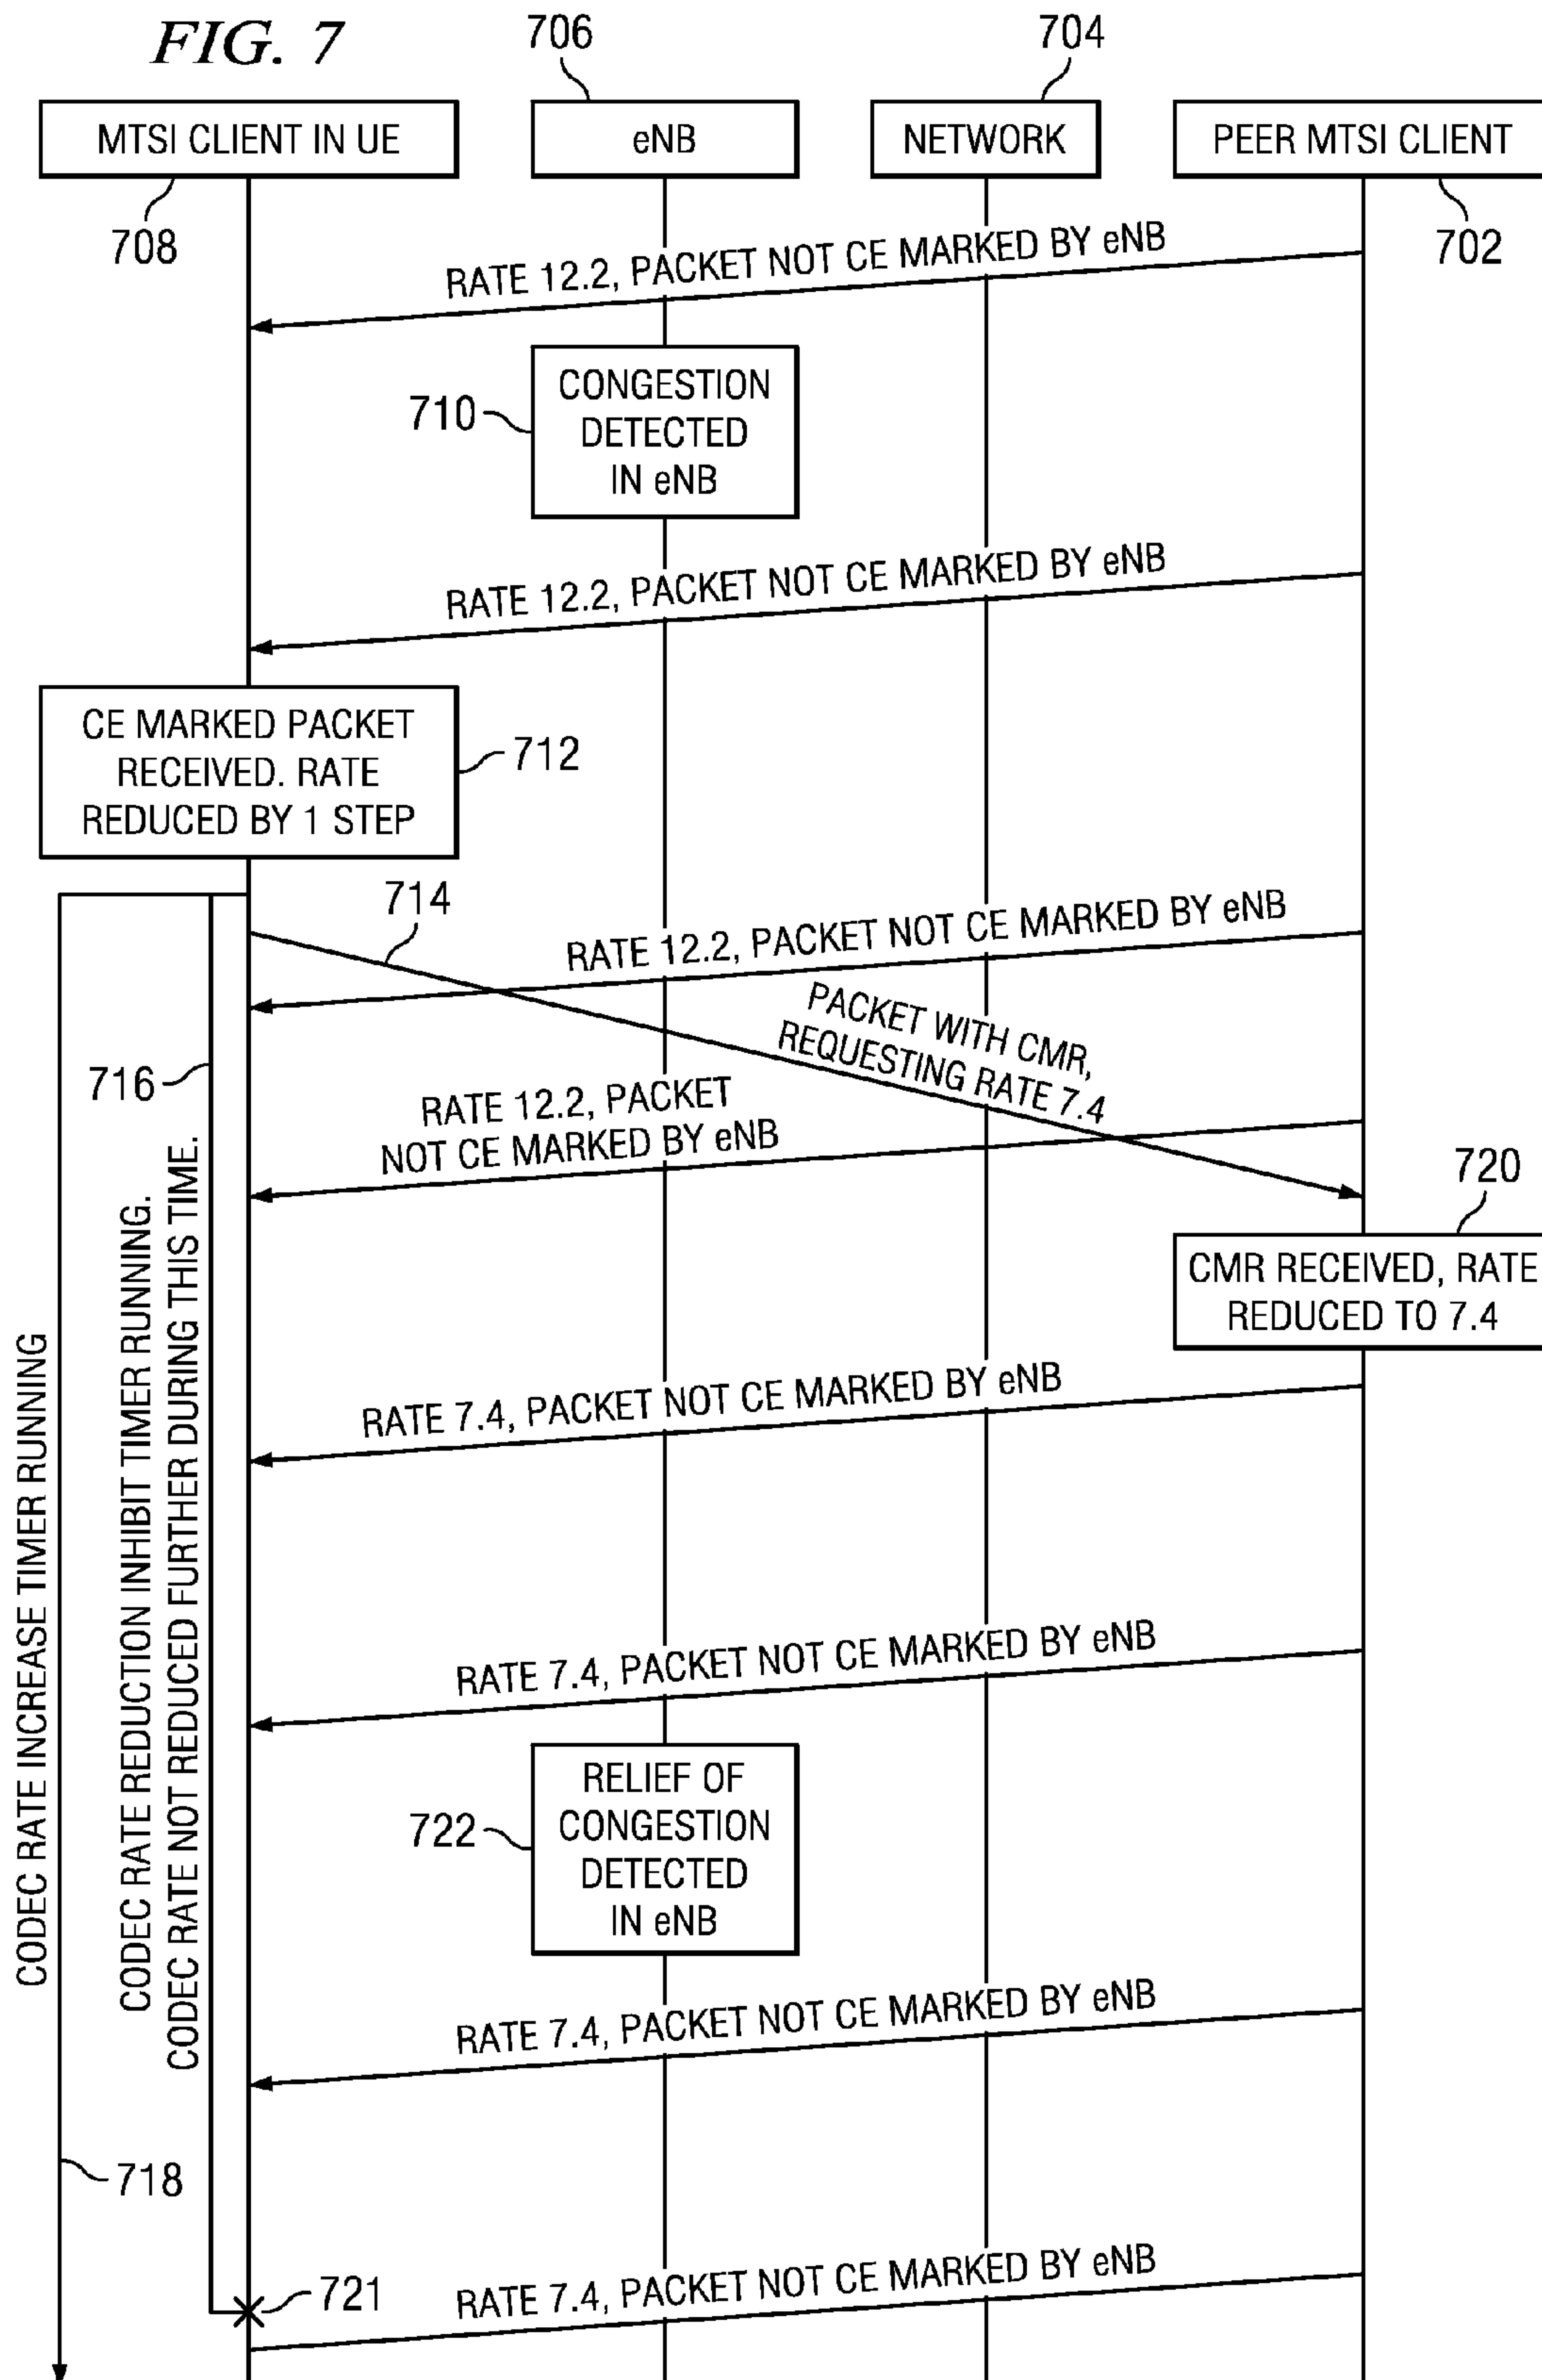 FIG. 7
706
704
MTSI CLIENT IN UE
eNB
NETWORK
PEER MTSI CLIENT
708
702
RATE 12.2, PACKET NOT CE MARKED BY eNB
CONGESTION
DETECTED
IN eNB
710
RATE 12.2, PACKET NOT CE MARKED BY eNB
CE MARKED PACKET
RECEIVED. RATE
REDUCED BY 1 STEP
712
714
RATE 12.2, PACKET NOT CE MARKED BY eNB
PACKET WITH CMR,
REQUESTING RATE 7.4
716
RATE 12.2, PACKET
NOT CE MARKED BY eNB
720
CMR RECEIVED, RATE
REDUCED TO 7.4
CODEC RATE INCREASE TIMER RUNNING
CODEC RATE REDUCTION INHIBIT TIMER RUNNING.
CODEC RATE NOT REDUCED FURTHER DURING THIS TIME.
RATE 7.4, PACKET NOT CE MARKED BY eNB
RATE 7.4, PACKET NOT CE MARKED BY eNB
RELIEF OF
CONGESTION
DETECTED
IN eNB
722
RATE 7.4, PACKET NOT CE MARKED BY eNB
718
721
RATE 7.4, PACKET NOT CE MARKED BY eNB